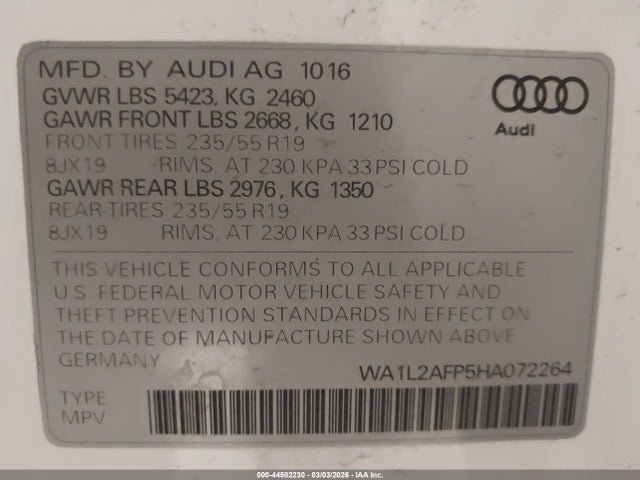 MFD. BY AUDI AG 1016
GVWR LBS 5423, KG 2460
GAWR FRONT LBS 2668, KG 1210
FRONT-TIRES 235/55 R19
8JX19 RIMS, AT 230 KPA 33 PSI COLD
GAWR REAR LBS 2976, KG 1350
REAR-TIRES 235/55 R19
8JX19 RIMS, AT 230 KPA 33 PSI COLD
Audi
THIS VEHICLE CONFORMS TO ALL APPLICABLE
U.S. FEDERAL MOTOR VEHICLE SAFETY AND
THEFT PREVENTION STANDARDS IN EFFECT ON
THE DATE OF MANUFACTURE SHOWN ABOVE
GERMANY WA1L2AFP5HA072264
TYPE
MPV
000-44502230 - 03/03/2026 - IAA Inc.